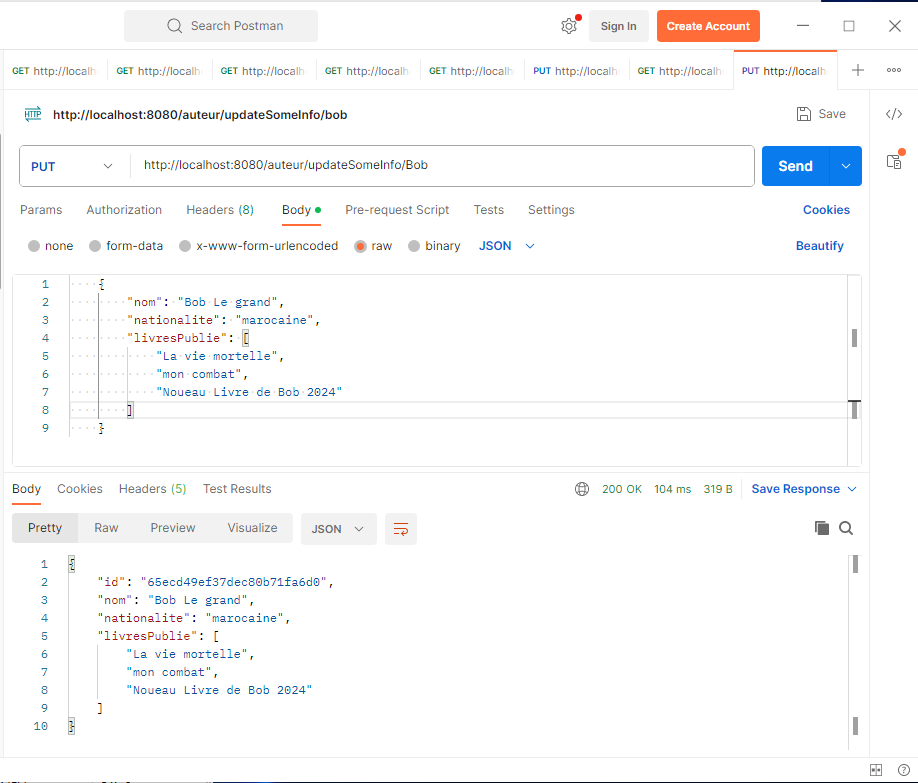 Search Postman
Sign In
Create Account
GET http://localh
GET http://localh
GET http://localh
GET http://localh
GET http://localh
PUT http://localh
GET http://localh
PUT http://localh
HTTP http://localhost:8080/auteur/updateSomeInfo/bob
Save
PUT
http://localhost:8080/auteur/updateSomeInfo/Bob
Send
Params Authorization Headers (8) Body Pre-request Script Tests Settings Cookies
none form-data x-www-form-urlencoded raw binary JSON Beautify
1 {
2 "nom": "Bob Le grand",
3 "nationalite": "marocaine",
4 "livresPublie": [
5 "La vie mortelle",
6 "mon combat",
7 "Noueau Livre de Bob 2024"
8 ]
9 }
Body Cookies Headers (5) Test Results 200 OK 104 ms 319 B Save Response
Pretty Raw Preview Visualize JSON
1 {
2 "id": "65ecd49ef37dec80b71fa6d0",
3 "nom": "Bob Le grand",
4 "nationalite": "marocaine",
5 "livresPublie": [
6 "La vie mortelle",
7 "mon combat",
8 "Noueau Livre de Bob 2024"
9 ]
10 }